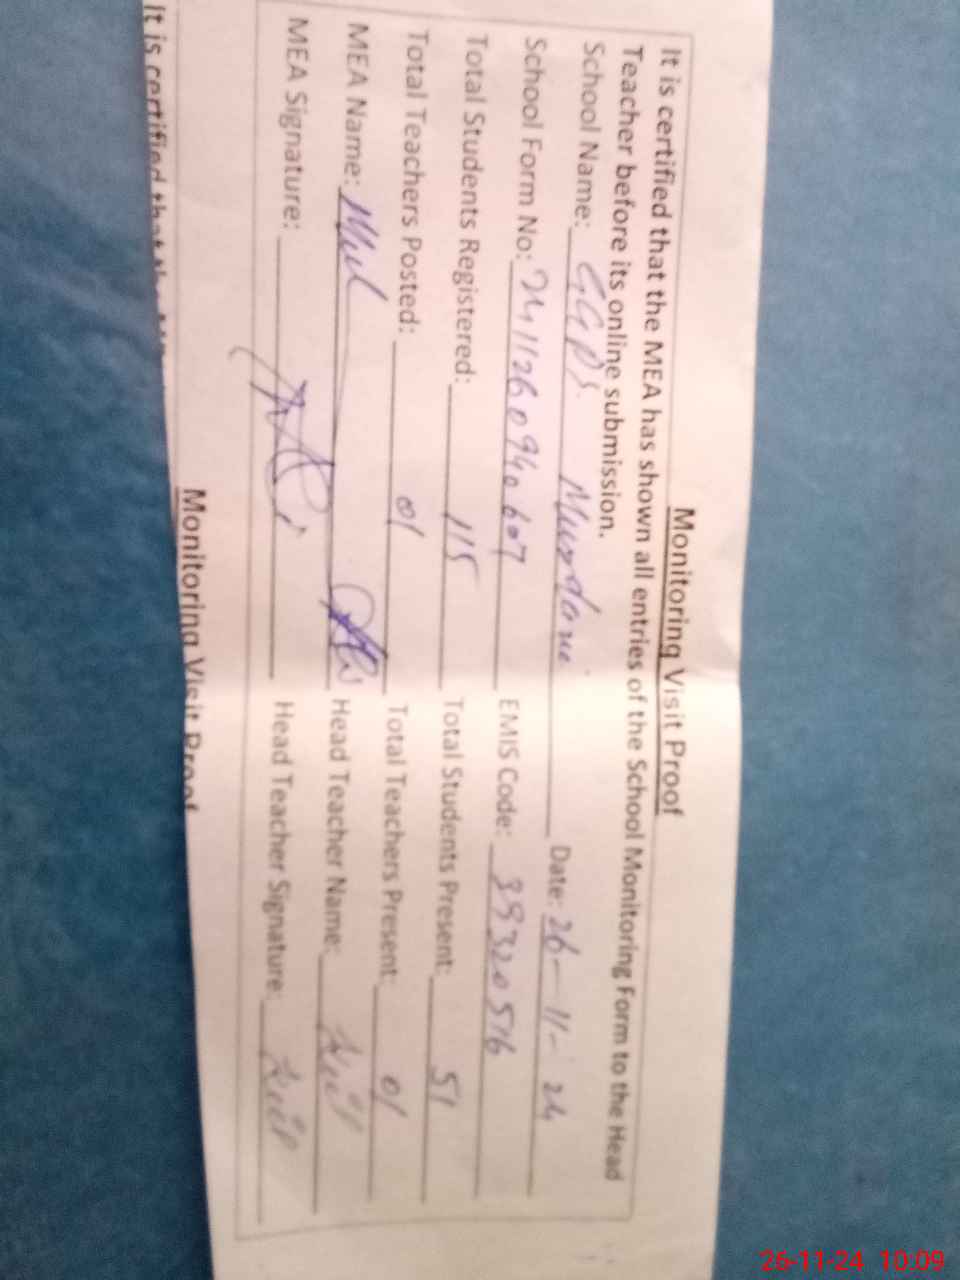 Monitoring Visit Proof
It is certified that the MEA has shown all entries of the School Monitoring Form to the Head
Teacher before its online submission.
School Name: GGPS. Date: 26-11-24
School Form No: 2411260940607 EMIS Code: 39320516
Total Students Registered: 115 Total Students Present: 51
Total Teachers Posted: 01 Total Teachers Present: 01
MEA Name: Head Teacher Name:
MEA Signature: Head Teacher Signature:
Monitoring Visit Proof
It is certified that
26-11-24 10:09